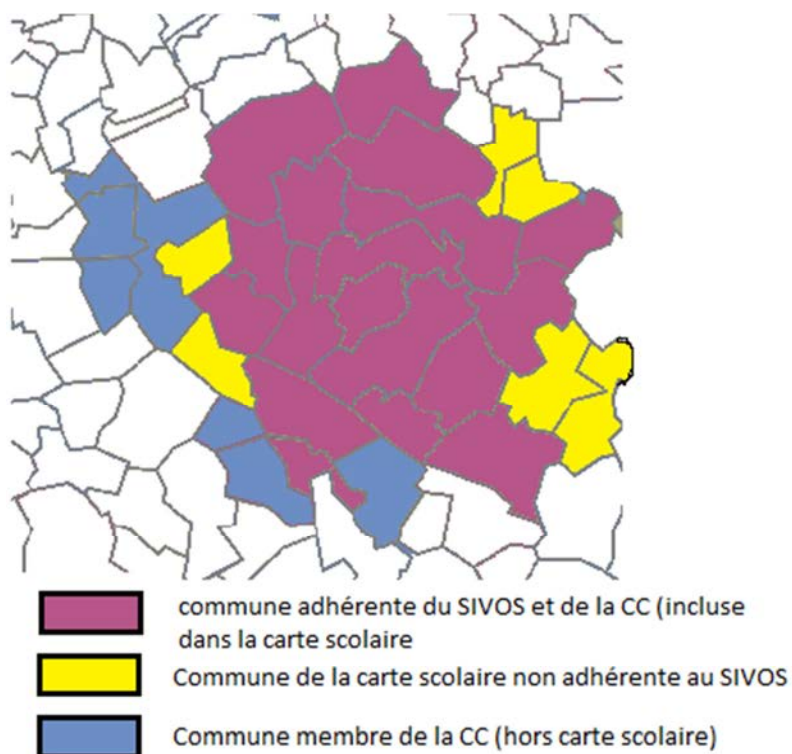 commune adhérente du SIVOS et de la CC (incluse
dans la carte scolaire
Commune de la carte scolaire non adhérente au SIVOS
Commune membre de la CC (hors carte scolaire)